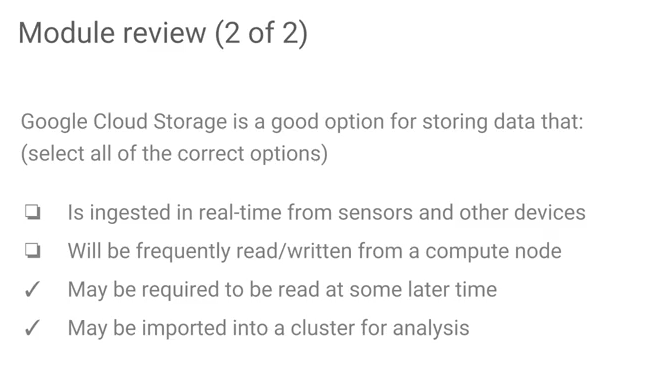 Module review (2 of 2)
Google Cloud Storage is a good option for storing data that:
(select all of the correct options)
❏ Is ingested in real-time from sensors and other devices
❏ Will be frequently read/written from a compute node
✓ May be required to be read at some later time
✓ May be imported into a cluster for analysis